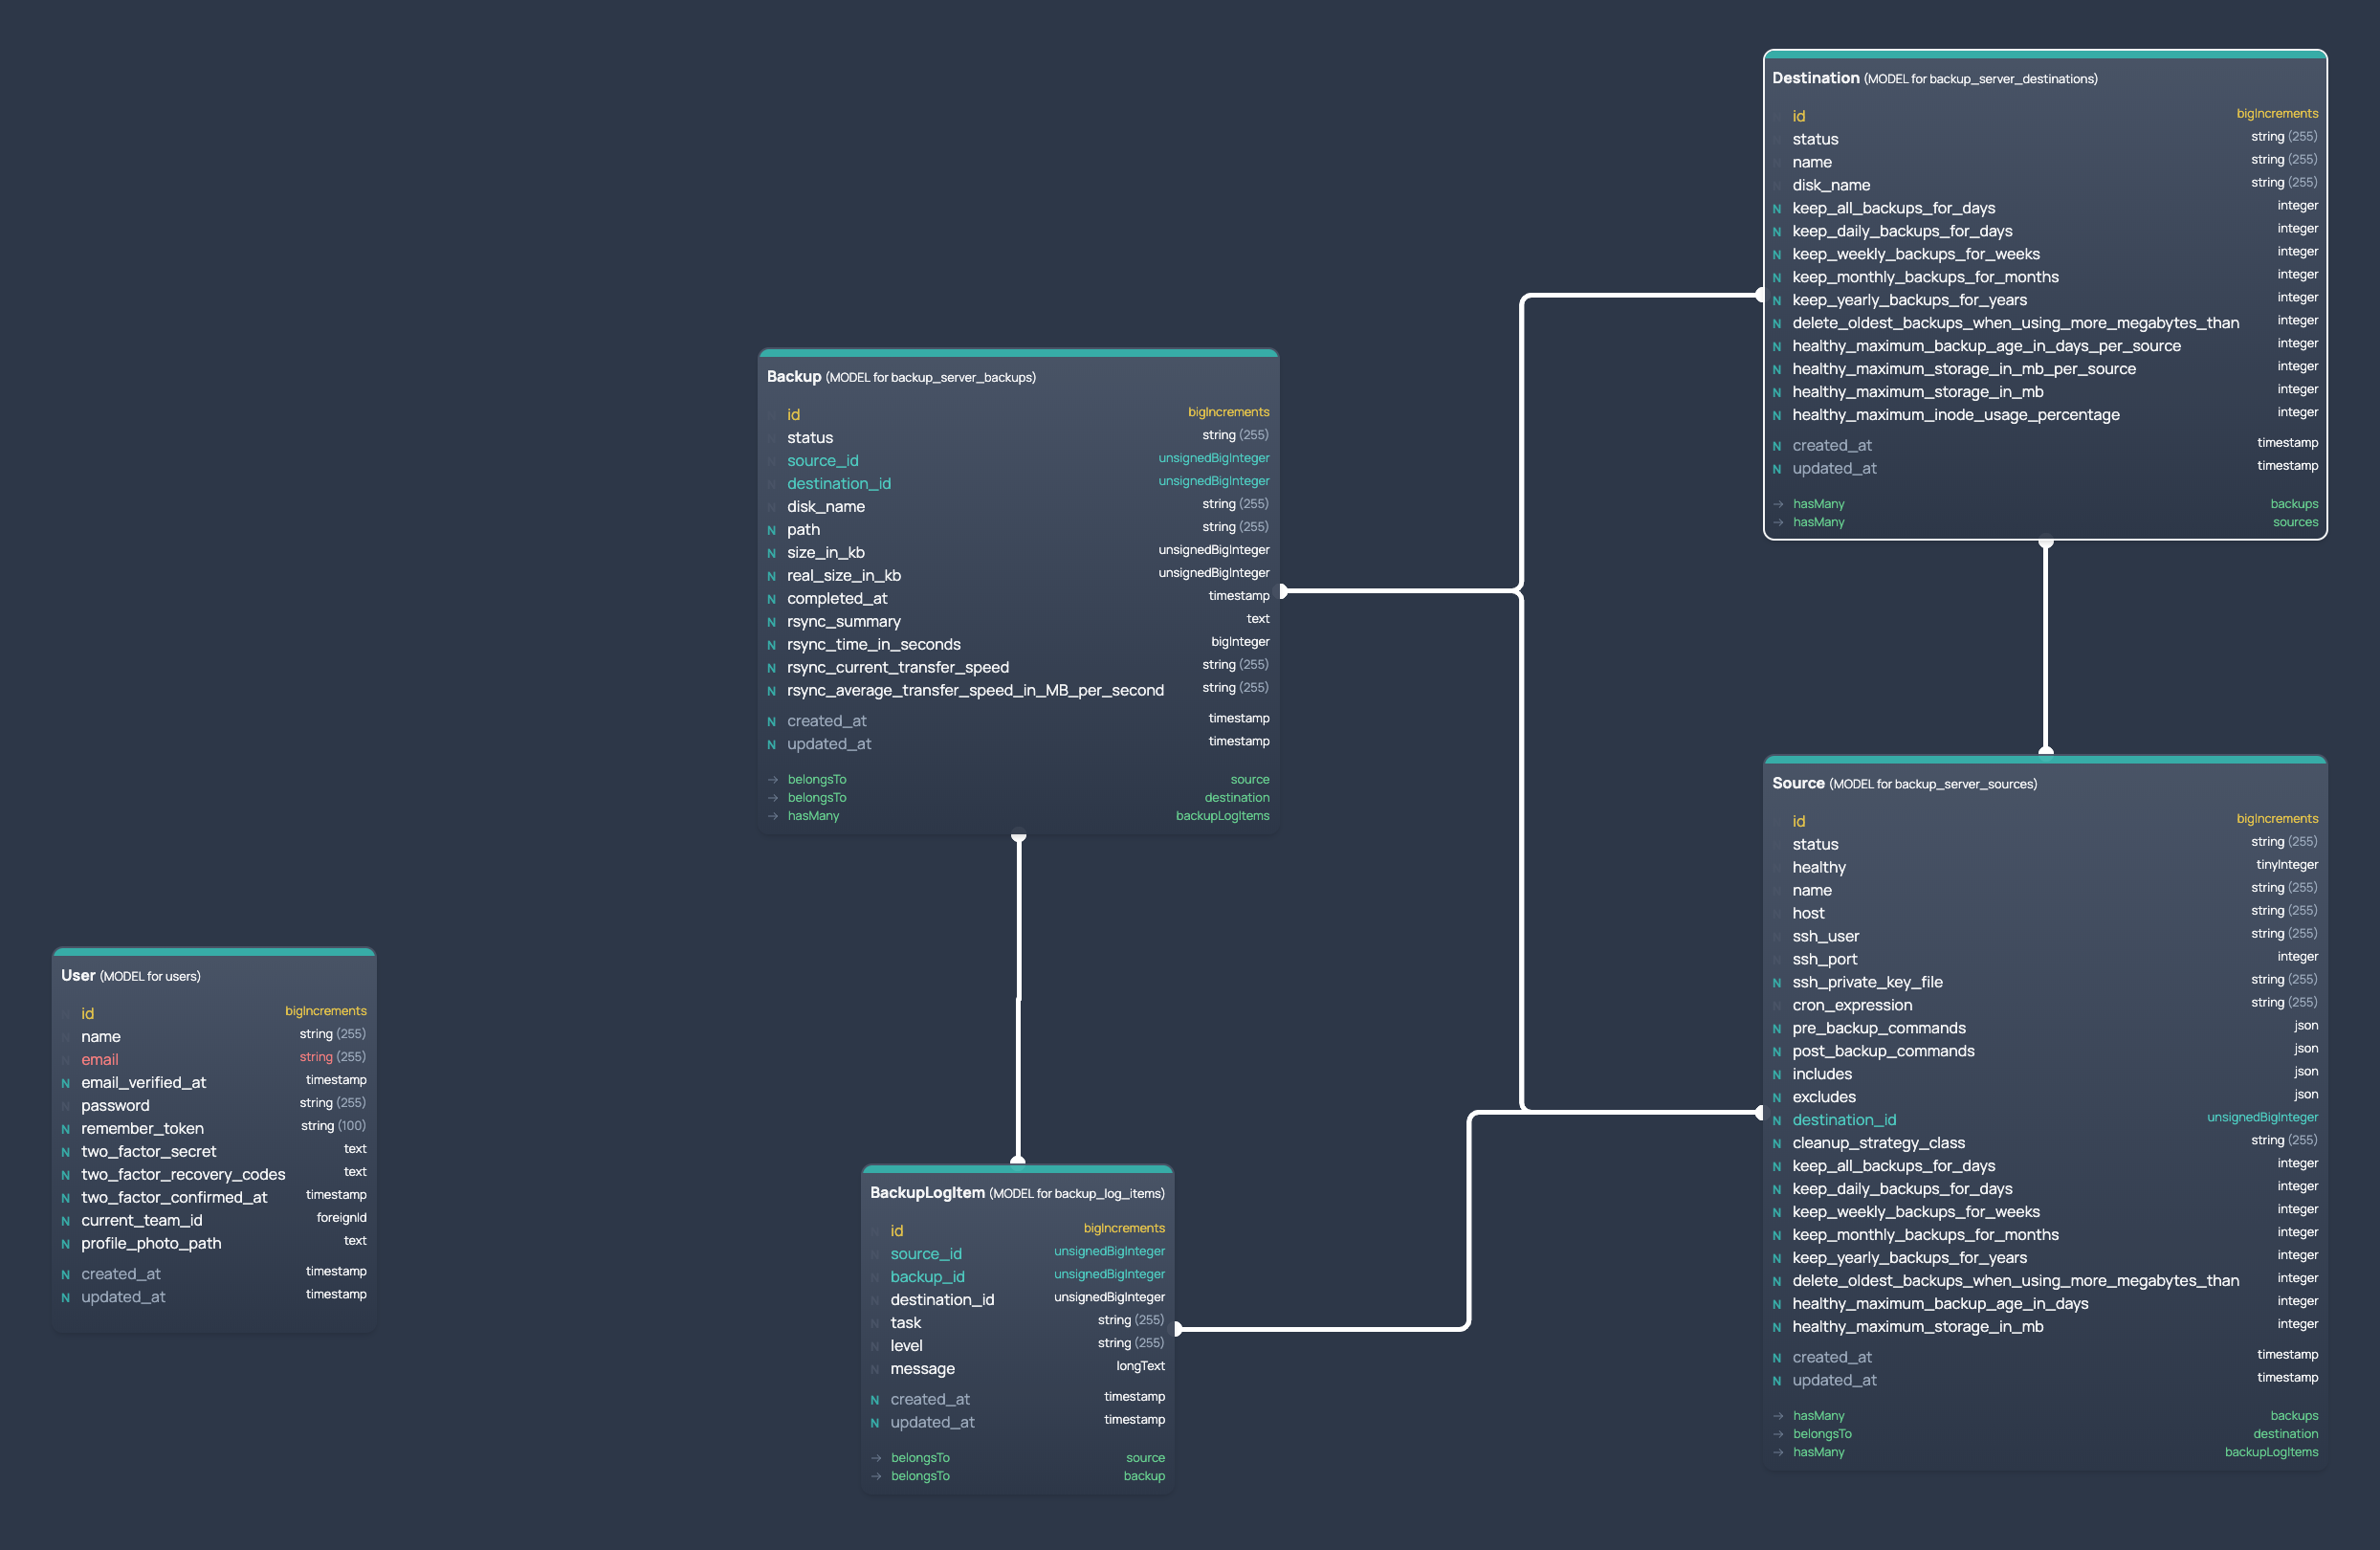 Destination (MODEL for backup_server_destinations)
id bigIncrements
status string (255)
name string (255)
disk_name string (255)
N keep_all_backups_for_days integer
N keep_daily_backups_for_days integer
N keep_weekly_backups_for_weeks integer
N keep_monthly_backups_for_months integer
N keep_yearly_backups_for_years integer
N delete_oldest_backups_when_using_more_megabytes_than integer
N healthy_maximum_backup_age_in_days_per_source integer
N healthy_maximum_storage_in_mb_per_source integer
N healthy_maximum_storage_in_mb integer
N healthy_maximum_inode_usage_percentage integer
N created_at timestamp
N updated_at timestamp
→ hasMany backups
→ hasMany sources
Backup (MODEL for backup_server_backups)
N id bigIncrements
N status string (255)
N source_id unsignedBigInteger
N destination_id unsignedBigInteger
N disk_name string (255)
N path string (255)
N size_in_kb unsignedBigInteger
N real_size_in_kb unsignedBigInteger
N completed_at timestamp
N rsync_summary text
N rsync_time_in_seconds bigInteger
N rsync_current_transfer_speed string (255)
N rsync_average_transfer_speed_in_MB_per_second string (255)
N created_at timestamp
N updated_at timestamp
→ belongsTo source
→ belongsTo destination
→ hasMany backupLogItems
Source (MODEL for backup_server_sources)
id bigIncrements
status string (255)
healthy tinyInteger
name string (255)
host string (255)
ssh_user string (255)
ssh_port integer
N ssh_private_key_file string (255)
N cron_expression string (255)
N pre_backup_commands json
N post_backup_commands json
N includes json
N excludes json
N destination_id unsignedBigInteger
N cleanup_strategy_class string (255)
N keep_all_backups_for_days integer
N keep_daily_backups_for_days integer
N keep_weekly_backups_for_weeks integer
N keep_monthly_backups_for_months integer
N keep_yearly_backups_for_years integer
N delete_oldest_backups_when_using_more_megabytes_than integer
N healthy_maximum_backup_age_in_days integer
N healthy_maximum_storage_in_mb integer
N created_at timestamp
N updated_at timestamp
→ hasMany backups
→ belongsTo destination
→ hasMany backupLogItems
User (MODEL for users)
N id bigIncrements
N name string (255)
N email string (255)
N email_verified_at timestamp
N password string (255)
N remember_token string (100)
N two_factor_secret text
N two_factor_recovery_codes text
N two_factor_confirmed_at timestamp
N current_team_id foreignId
N profile_photo_path text
N created_at timestamp
N updated_at timestamp
BackupLogItem (MODEL for backup_log_items)
N id bigIncrements
N source_id unsignedBigInteger
N backup_id unsignedBigInteger
N destination_id unsignedBigInteger
N task string (255)
N level string (255)
N message longText
N created_at timestamp
N updated_at timestamp
→ belongsTo source
→ belongsTo backup